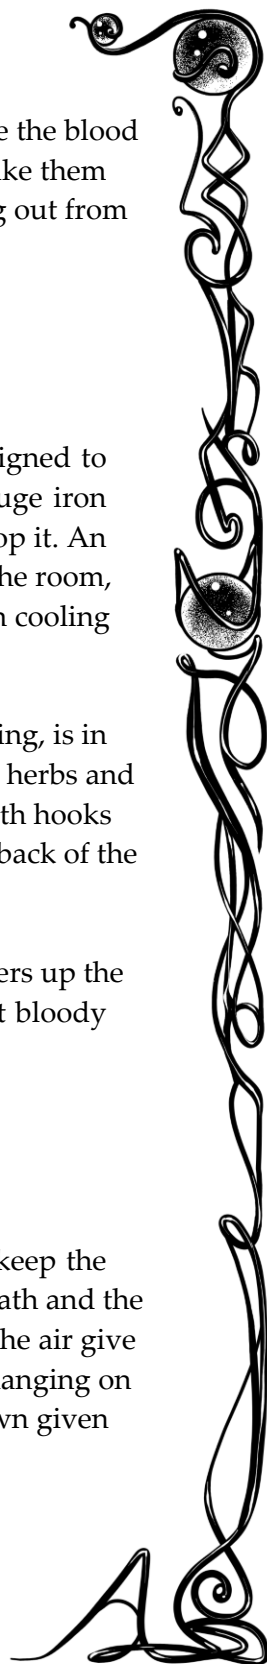 e the blood
ke them
g out from
igned to
uge iron
op it. An
he room,
n cooling
ing, is in
herbs and
th hooks
back of the
ers up the
t bloody
keep the
ath and the
he air give
anging on
wn given